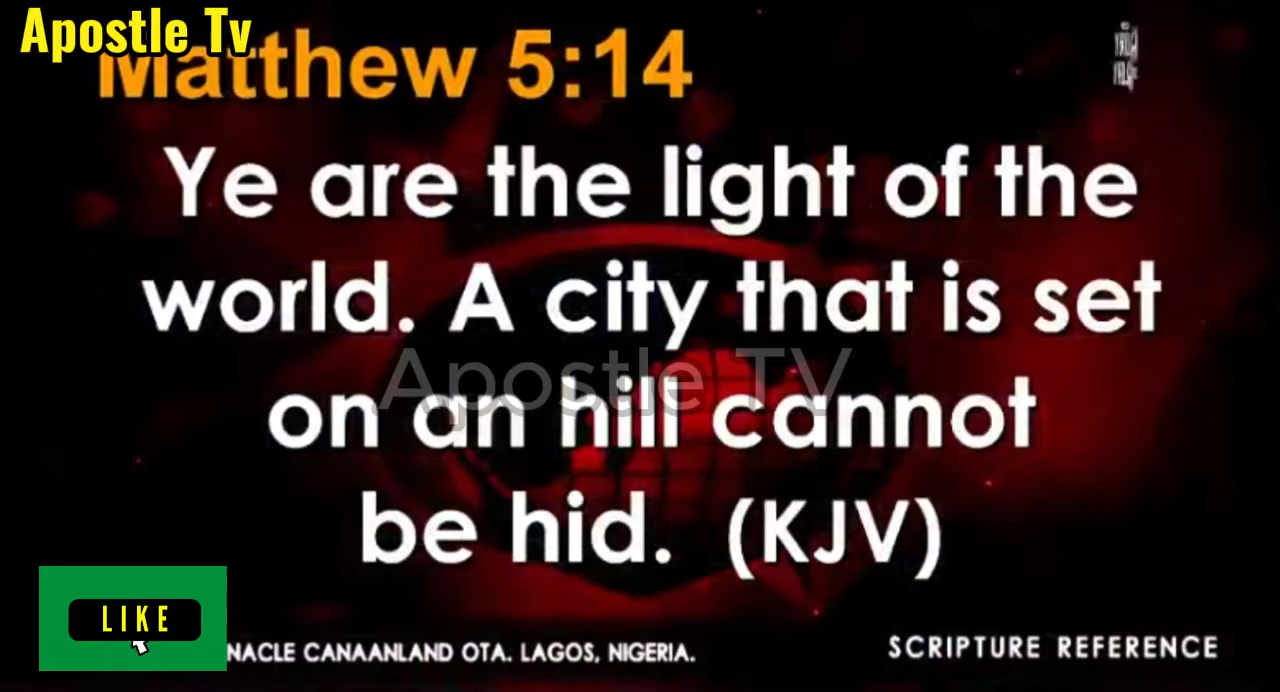 Apostle Tv
Matthew 5:14
Ye are the light of the
world. A city that is set
on an hill cannot
be hid. (KJV)
Apostle TV
LIKE
NACLE CANAANLAND OTA. LAGOS, NIGERIA.
SCRIPTURE REFERENCE